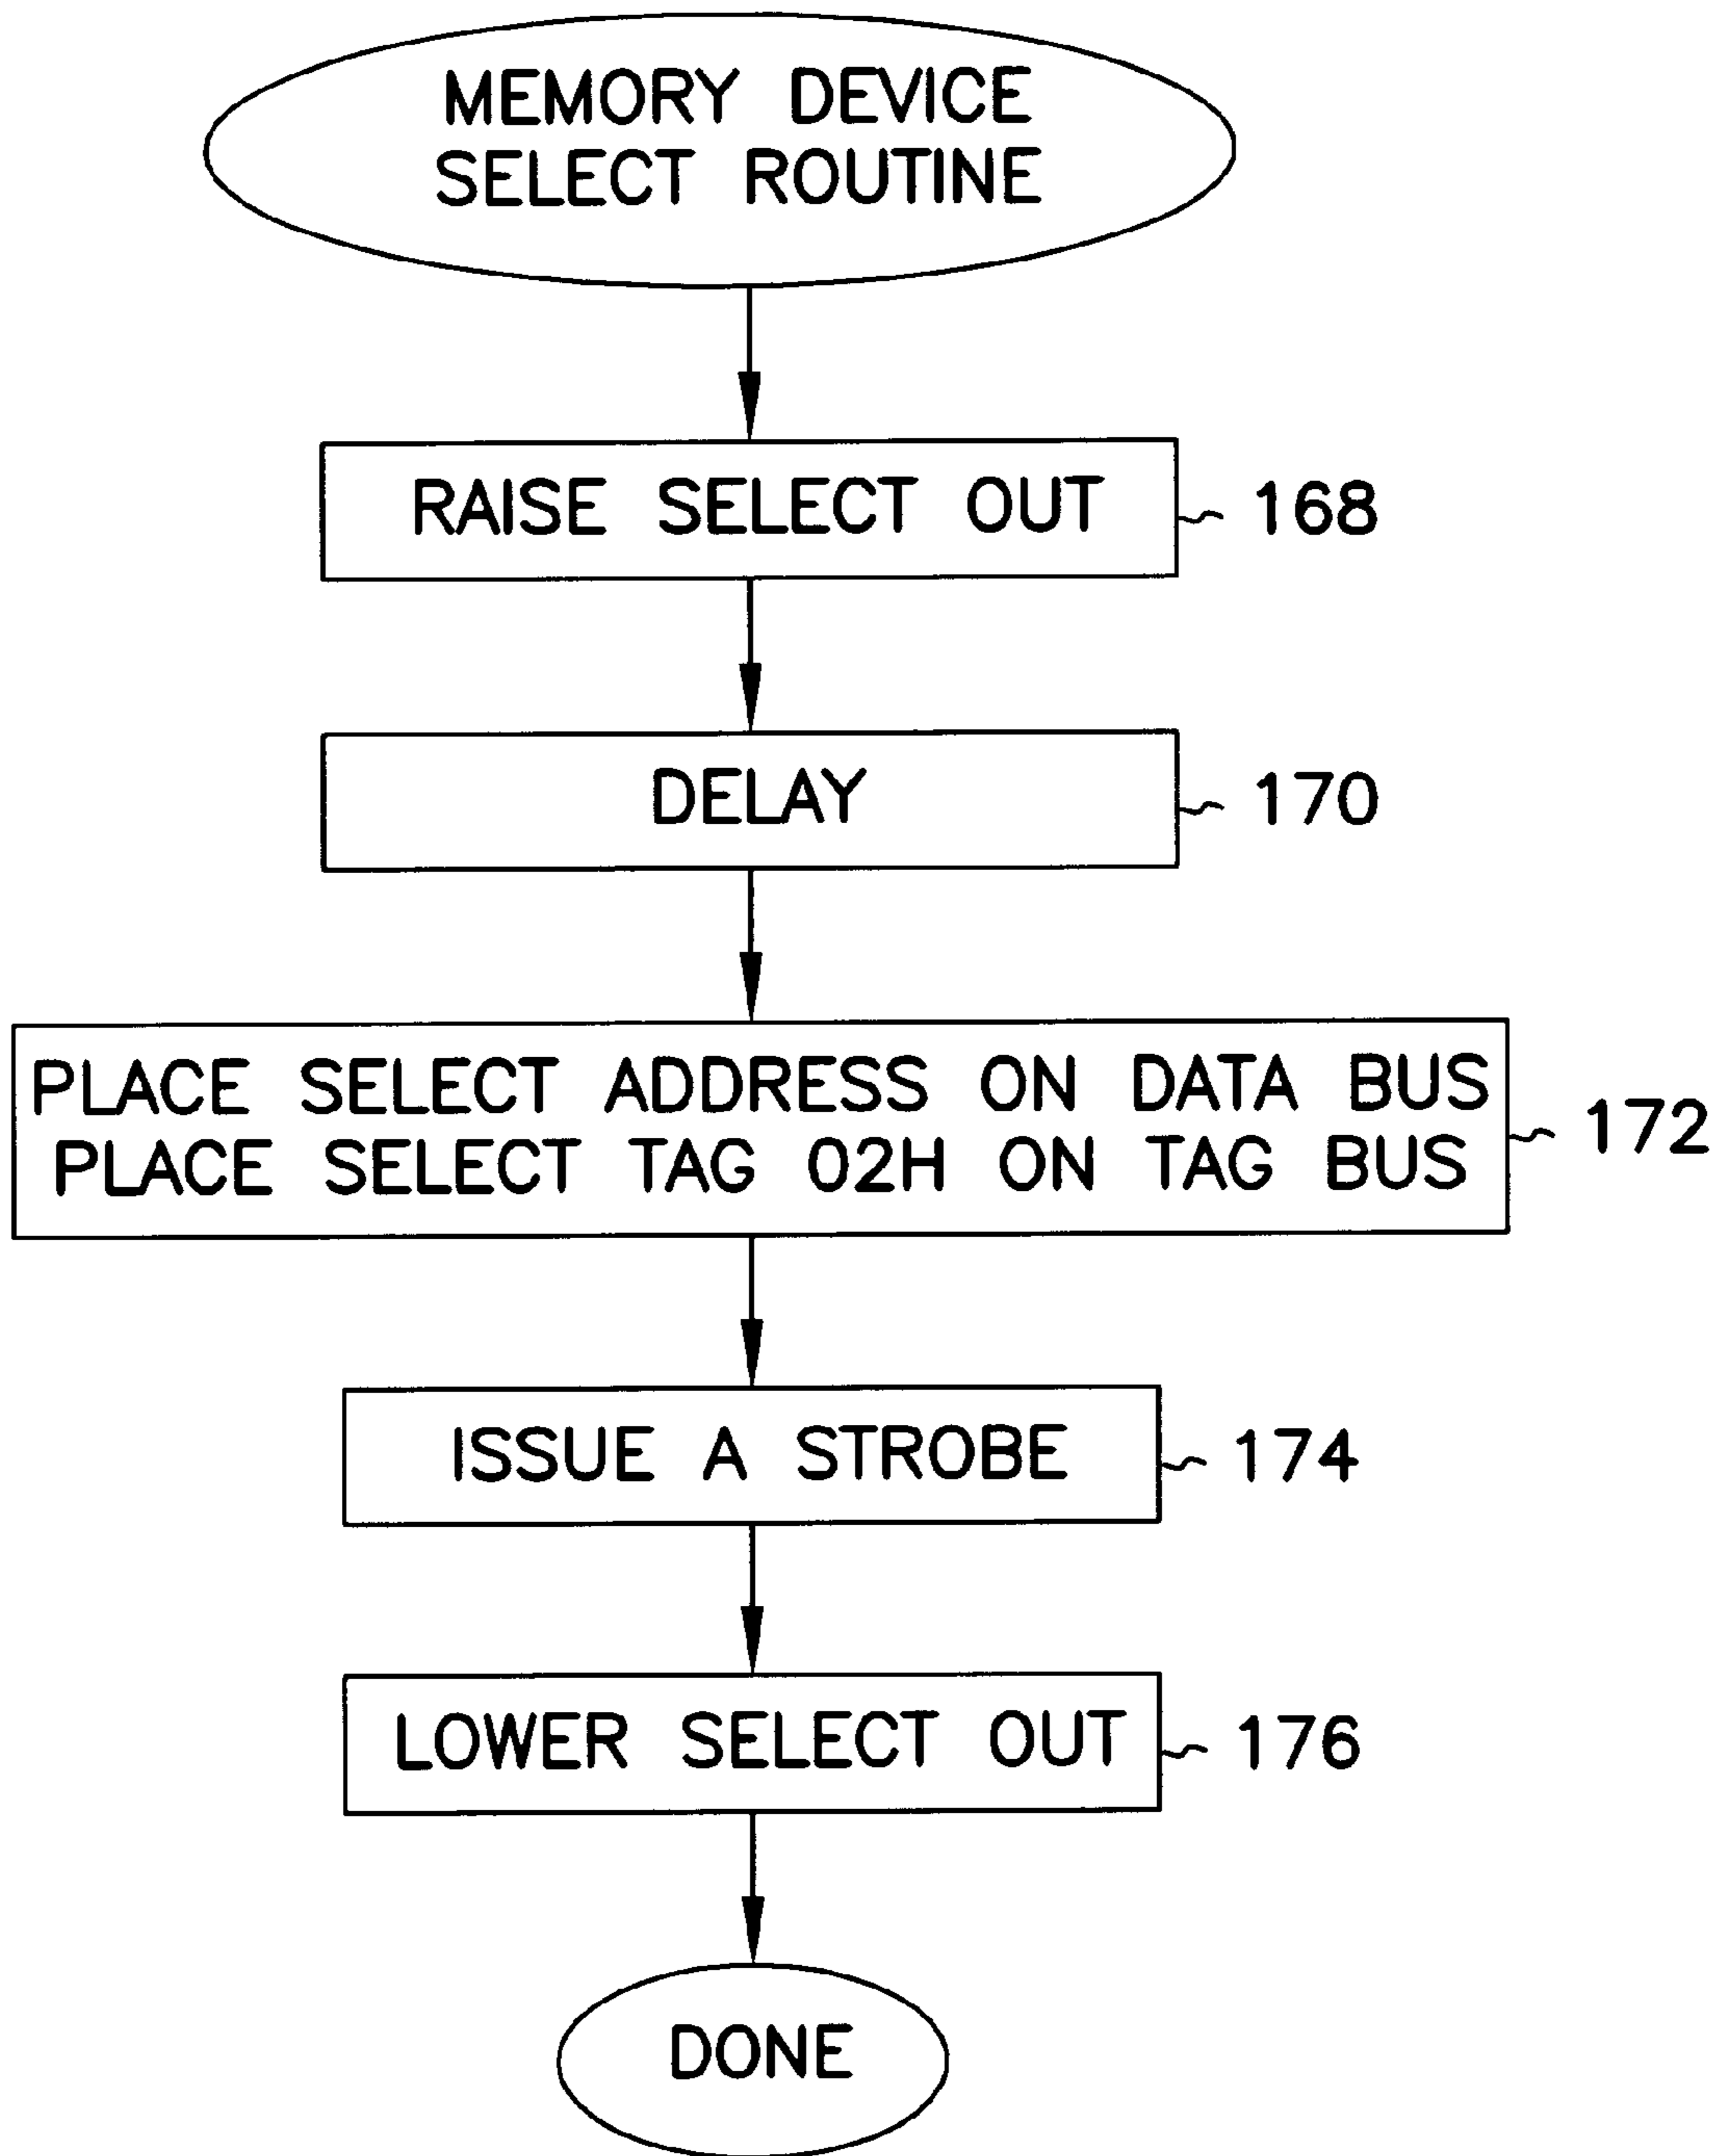 MEMORY DEVICE
SELECT ROUTINE
RAISE SELECT OUT
168
DELAY
170
PLACE SELECT ADDRESS ON DATA BUS
PLACE SELECT TAG 02H ON TAG BUS
172
ISSUE A STROBE
174
LOWER SELECT OUT
176
DONE